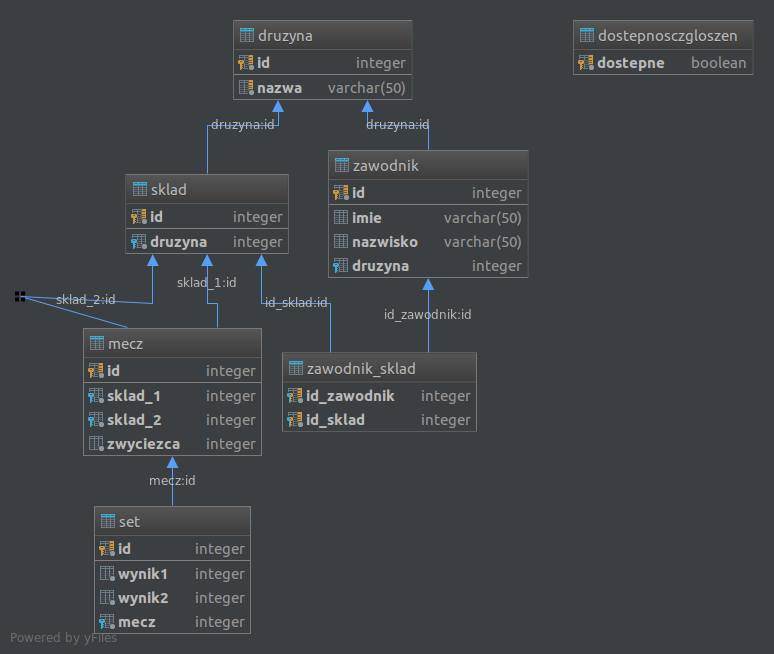 druzyna
id integer
nazwa varchar(50)
dostepnosczgloszen
dostepne boolean
druzyna:id
druzyna:id
sklad
id integer
druzyna integer
zawodnik
id integer
imie varchar(50)
nazwisko varchar(50)
druzyna integer
sklad_2:id
sklad_1:id
id_sklad:id
id_zawodnik:id
mecz
id integer
sklad_1 integer
sklad_2 integer
zwyciezca integer
zawodnik_sklad
id_zawodnik integer
id_sklad integer
mecz:id
set
id integer
wynik1 integer
wynik2 integer
mecz integer
Powered by yFiles